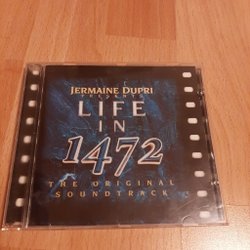 JERMAINE DUPRI
PRESENTS
LIFE
IN
1472
THE ORIGINAL
SOUNDTRACK